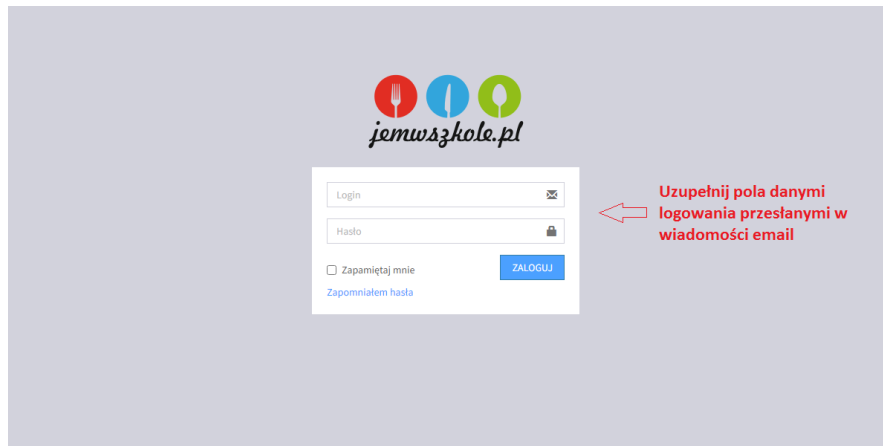 jemwszkole.pl
Login
Hasło
Zapamiętaj mnie
ZALOGUJ
Zapomniałem hasła
Uzupełnij pola danymi
logowania przesłanymi w
wiadomości email